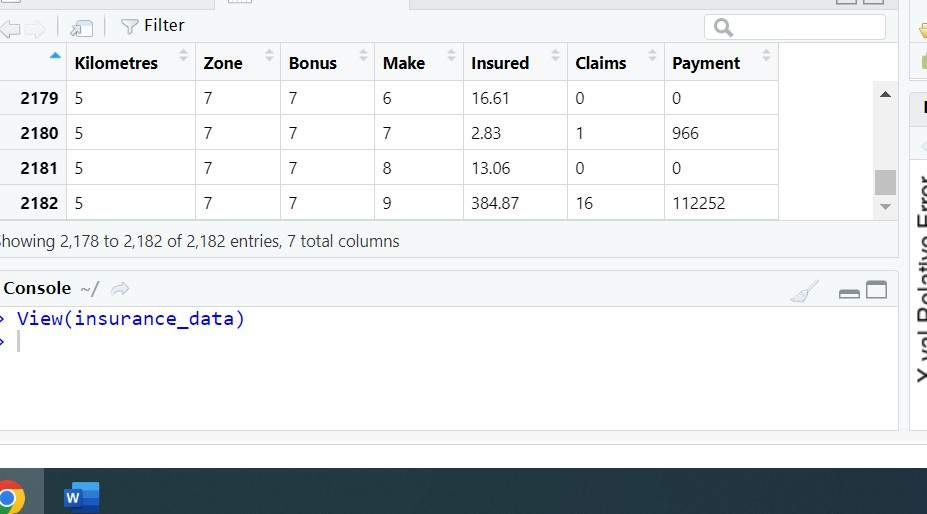 Filter
Kilometres Zone Bonus Make Insured Claims Payment
2179 5 7 7 6 16.61 0 0
2180 5 7 7 7 2.83 1 966
2181 5 7 7 8 13.06 0 0
2182 5 7 7 9 384.87 16 112252
howing 2,178 to 2,182 of 2,182 entries, 7 total columns
Console ~/
> View(insurance_data)
>
X-val Relative Error
W